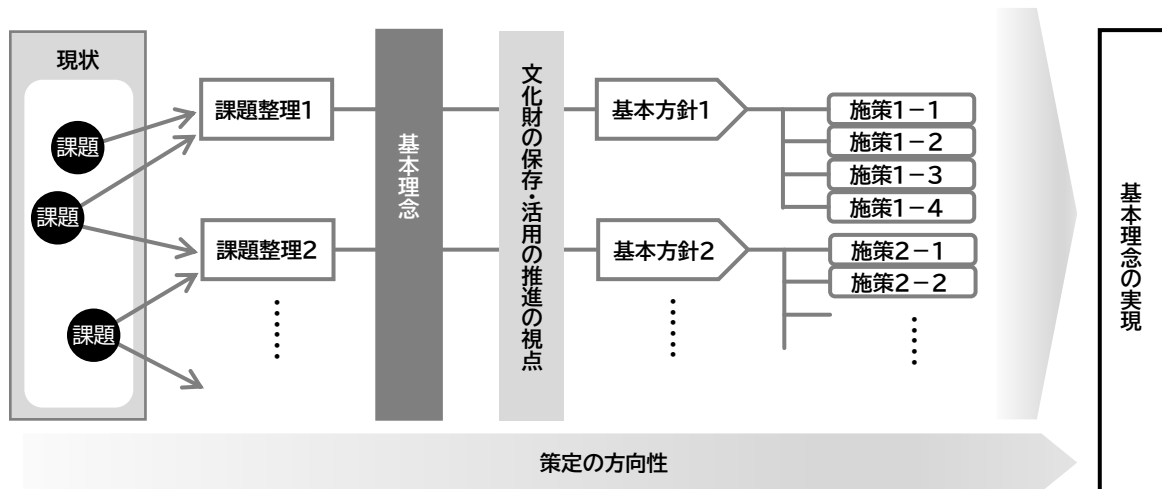 現状
課題
課題
課題
課題整理1
課題整理2
基本理念
文化財の保存・活用の推進の視点
基本方針1
基本方針2
施策1-1
施策1-2
施策1-3
施策1-4
施策2-1
施策2-2
基本理念の実現
策定の方向性